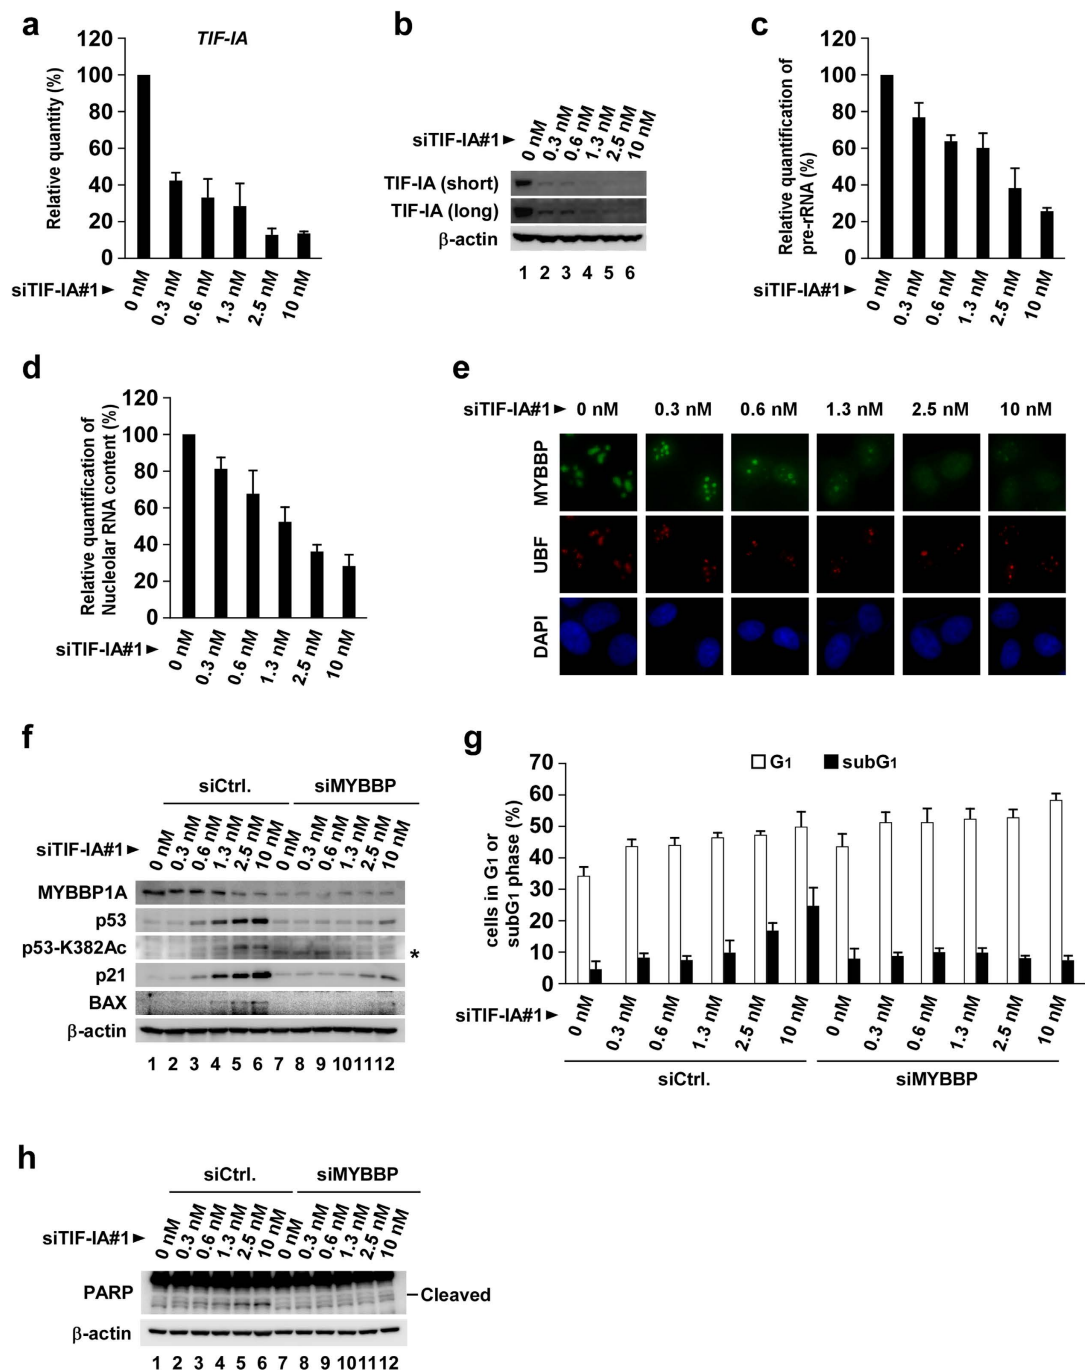 a
TIF-IA
Relative quantity (%)
120
100
80
60
40
20
0
siTIF-IA#1►
0 nM
0.3 nM
0.6 nM
1.3 nM
2.5 nM
10 nM
b
siTIF-IA#1►
0 nM
0.3 nM
0.6 nM
1.3 nM
2.5 nM
10 nM
TIF-IA (short)
TIF-IA (long)
β-actin
1 2 3 4 5 6
c
Relative quantification of
pre-rRNA (%)
120
100
80
60
40
20
0
siTIF-IA#1►
0 nM
0.3 nM
0.6 nM
1.3 nM
2.5 nM
10 nM
d
Relative quantification of
Nucleolar RNA content (%)
120
100
80
60
40
20
0
siTIF-IA#1►
0 nM
0.3 nM
0.6 nM
1.3 nM
2.5 nM
10 nM
e
siTIF-IA#1► 0 nM 0.3 nM 0.6 nM 1.3 nM 2.5 nM 10 nM
MYBBP
UBF
DAPI
f
siCtrl. siMYBBP
siTIF-IA#1►
0 nM
0.3 nM
0.6 nM
1.3 nM
2.5 nM
10 nM
0 nM
0.3 nM
0.6 nM
1.3 nM
2.5 nM
10 nM
MYBBP1A
p53
p53-K382Ac *
p21
BAX
β-actin
1 2 3 4 5 6 7 8 9 10 11 12
g
G1 subG1
cells in G1 or
subG1 phase (%)
70
60
50
40
30
20
10
0
siTIF-IA#1►
0 nM
0.3 nM
0.6 nM
1.3 nM
2.5 nM
10 nM
0 nM
0.3 nM
0.6 nM
1.3 nM
2.5 nM
10 nM
siCtrl. siMYBBP
h
siCtrl. siMYBBP
siTIF-IA#1►
0 nM
0.3 nM
0.6 nM
1.3 nM
2.5 nM
10 nM
0 nM
0.3 nM
0.6 nM
1.3 nM
2.5 nM
10 nM
PARP Cleaved
β-actin
1 2 3 4 5 6 7 8 9 10 11 12